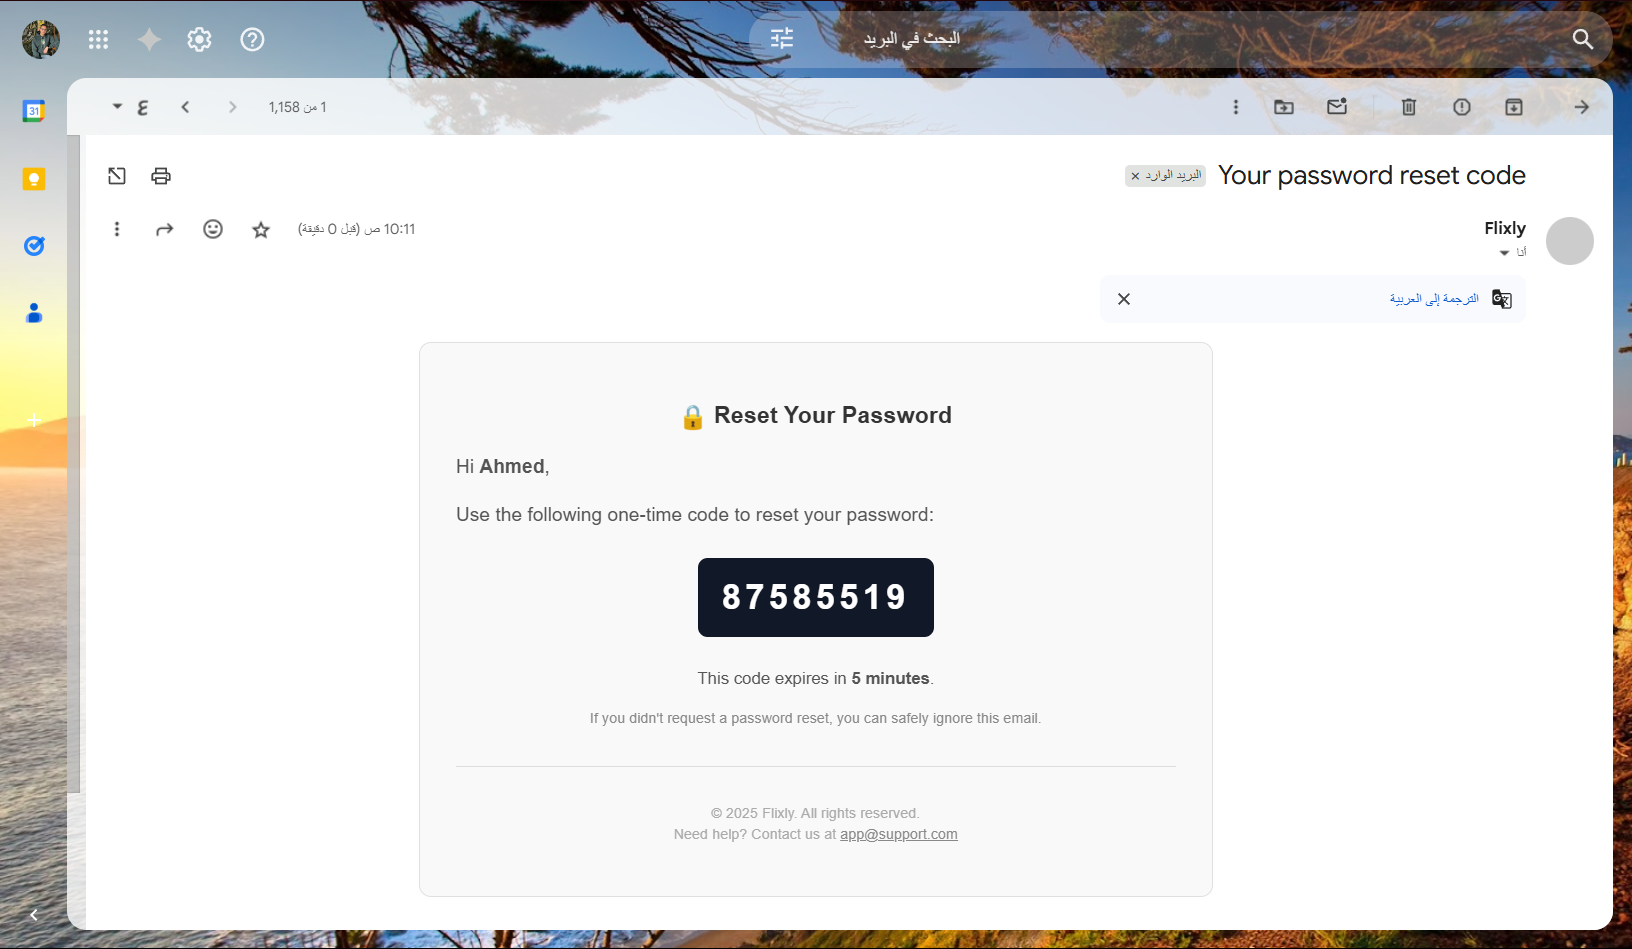 البحث في البريد
1 من 1,158
ع
31
Your password reset code
البريد الوارد ×
Flixly
10:11 ص (قبل 0 دقيقة)
أنا
الترجمة إلى العربية
🔒 Reset Your Password
Hi Ahmed,
Use the following one-time code to reset your password:
87585519
This code expires in 5 minutes.
If you didn't request a password reset, you can safely ignore this email.
© 2025 Flixly. All rights reserved.
Need help? Contact us at app@support.com